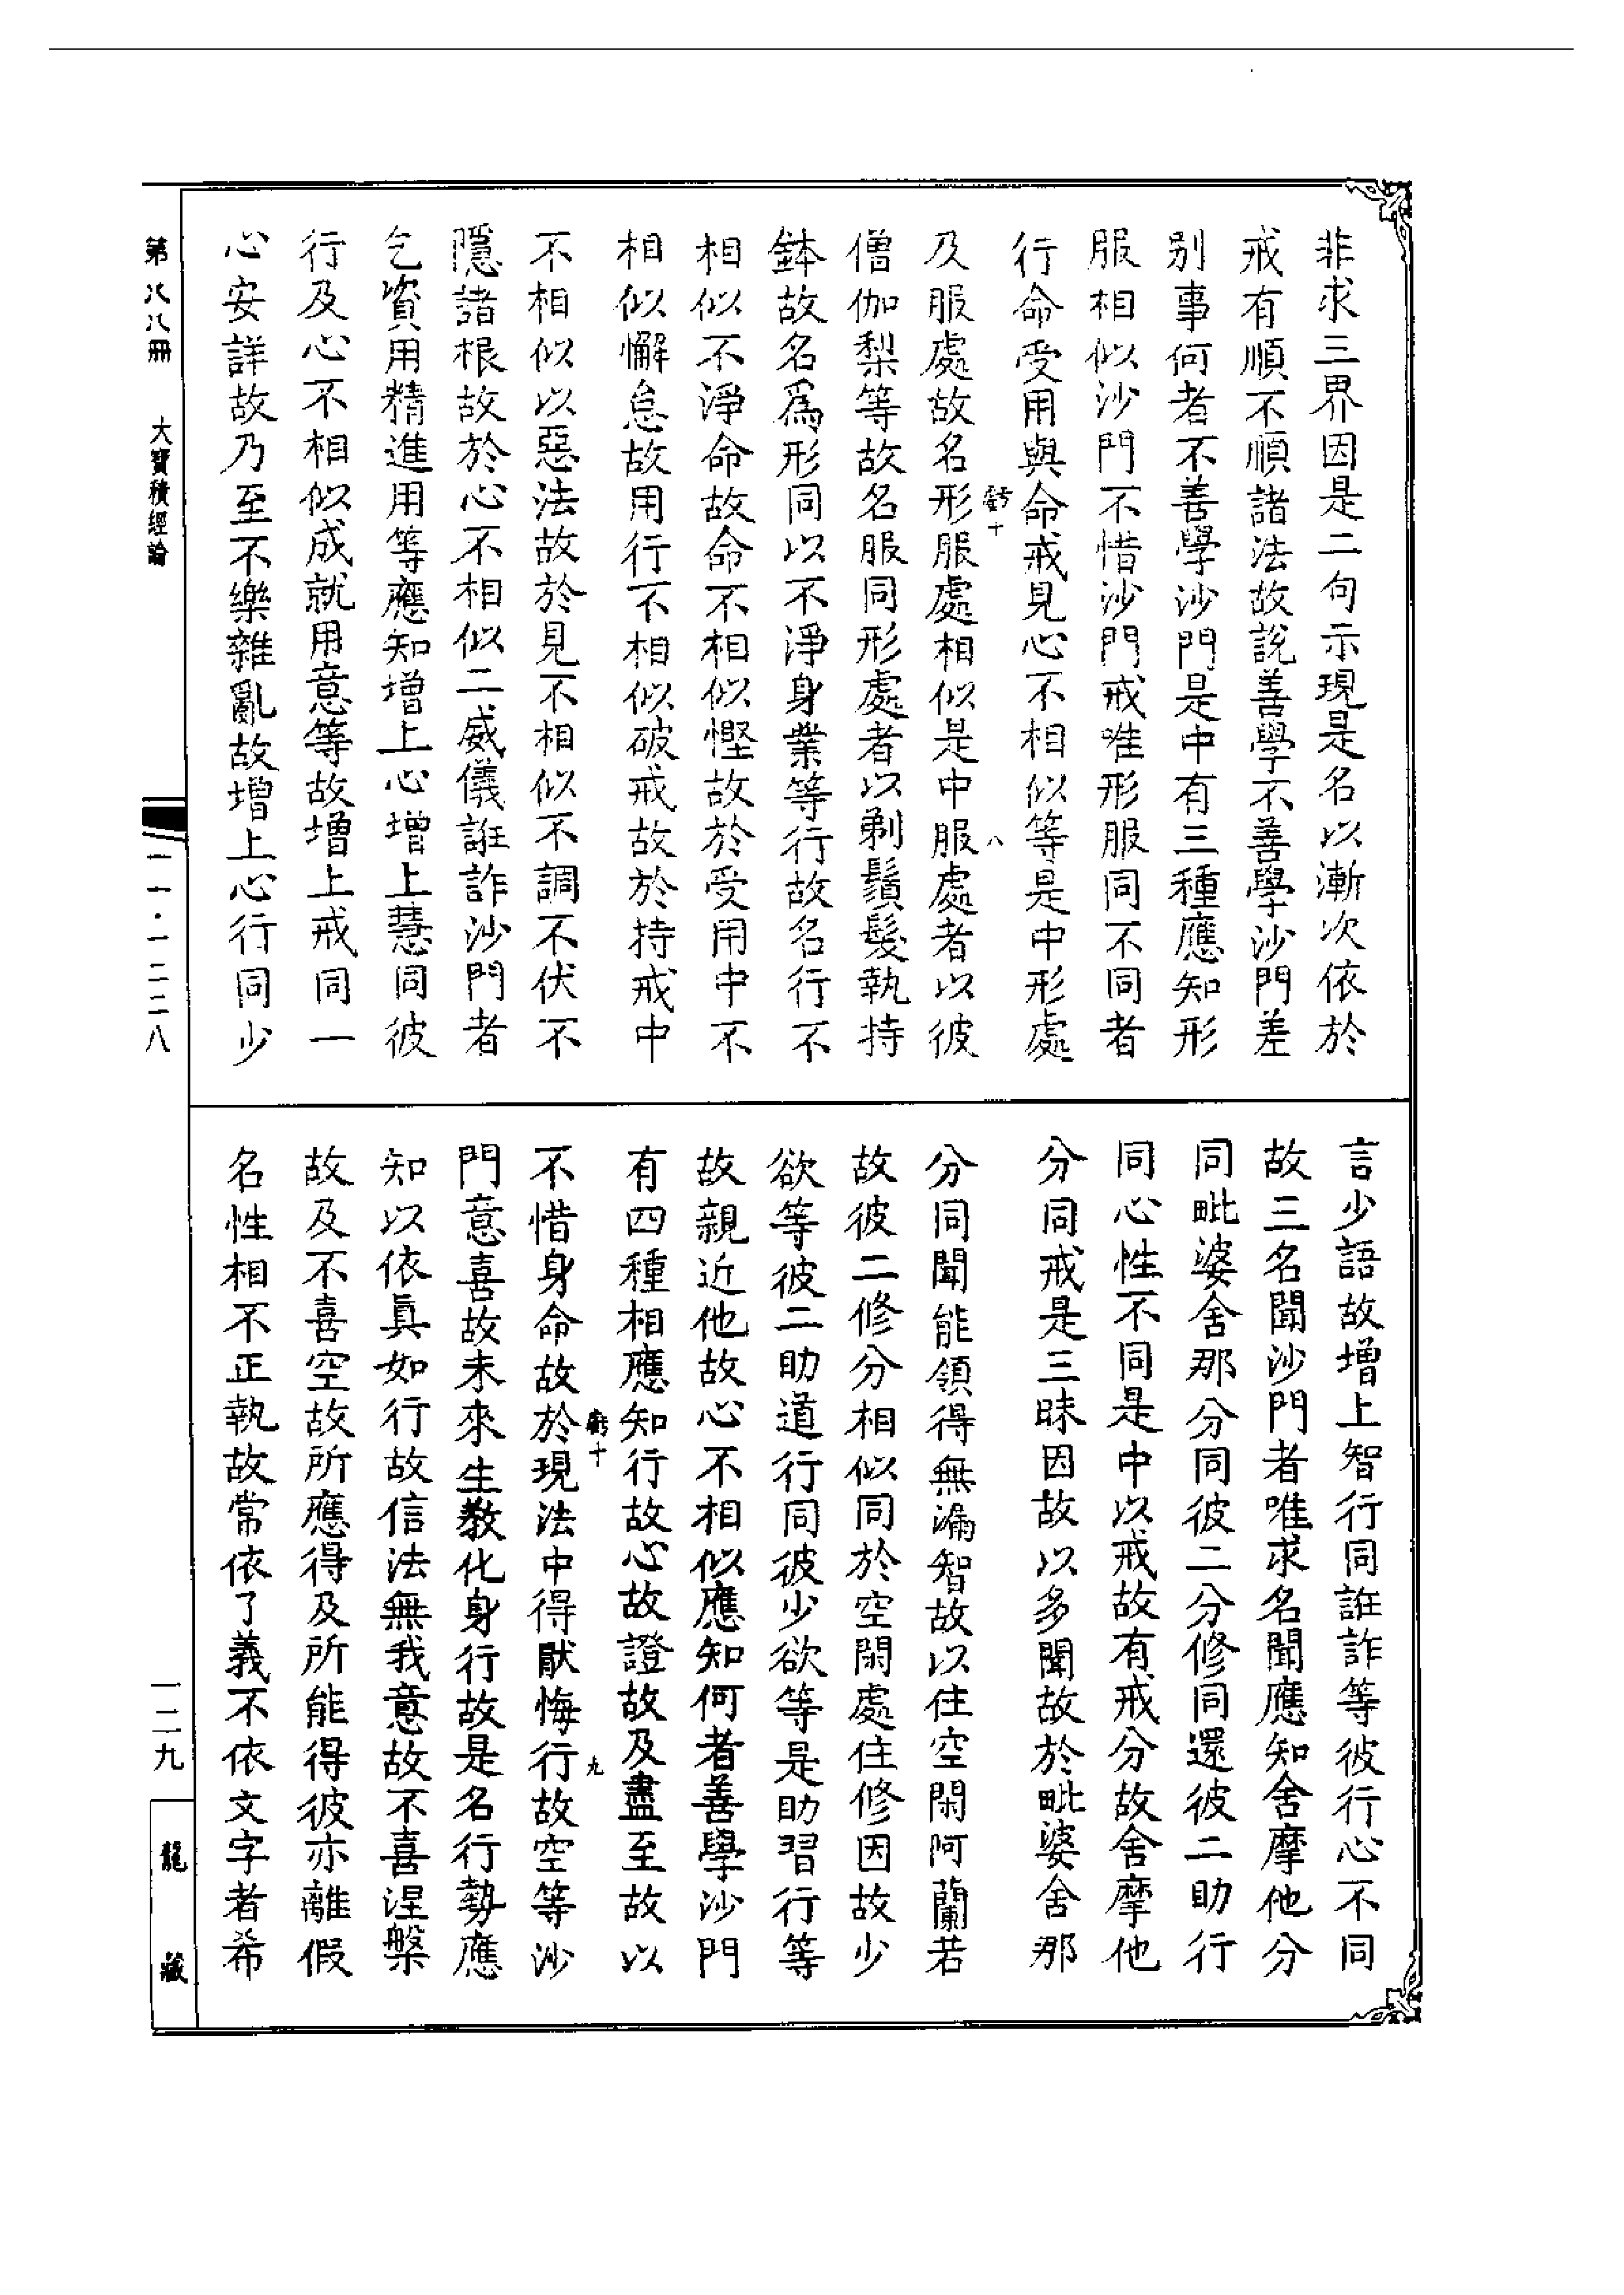 非求三界因是二句示現是名以漸次依於
戒有順不順諸法故說善學不善學沙門差
別事何者不善學沙門是中有三種應知形
服相似沙門不惜沙門戒唯形服同不同者
行命受用與命戒見心不相似等是中形處
虧十
八
及服處故名形服處相似是中服處者以彼
僧伽梨等故名服同形處者以剃鬚髮執持
鉢故名為形同以不淨身業等行故名行不
相似不淨命故命不相似慳故於受用中不
相似懈怠故用行不相似破戒故於持戒中
不相似以惡法故於見不相似不調不伏不
隱諸根故於心不相似二威儀誑詐沙門者
乞資用精進用等應知增上心增上慧同彼
行及心不相似成就用意等故增上戒同一
心安詳故乃至不樂雜亂故增上心行同少
言少語故增上智行同誑詐等彼行心不同
故三名聞沙門者唯求名聞應知舍摩他分
同毗婆舍那分同彼二分修同還彼二助行
同心性不同是中以戒故有戒分故舍摩他
分同戒是三昧因故以多聞故於毗婆舍那
分同聞能領得無漏智故以往空閑阿蘭若
故彼二修分相似同於空閑處住修因故少
欲等彼二助道行同彼少欲等是助習行等
故親近他故心不相似應知何者善學沙門
有四種相應知行故心故證故及盡至故以
虧十
九
不惜身命故於現法中得厭悔行故空等沙
門意喜故未來生教化身行故是名行勢應
知以依真如行故信法無我意故不喜涅槃
故及不喜空故所應得及所能得彼亦離假
名性相不正執故常依了義不依文字者希
第八八冊
大寶積經論
一一·一二二八
一二九
龍藏